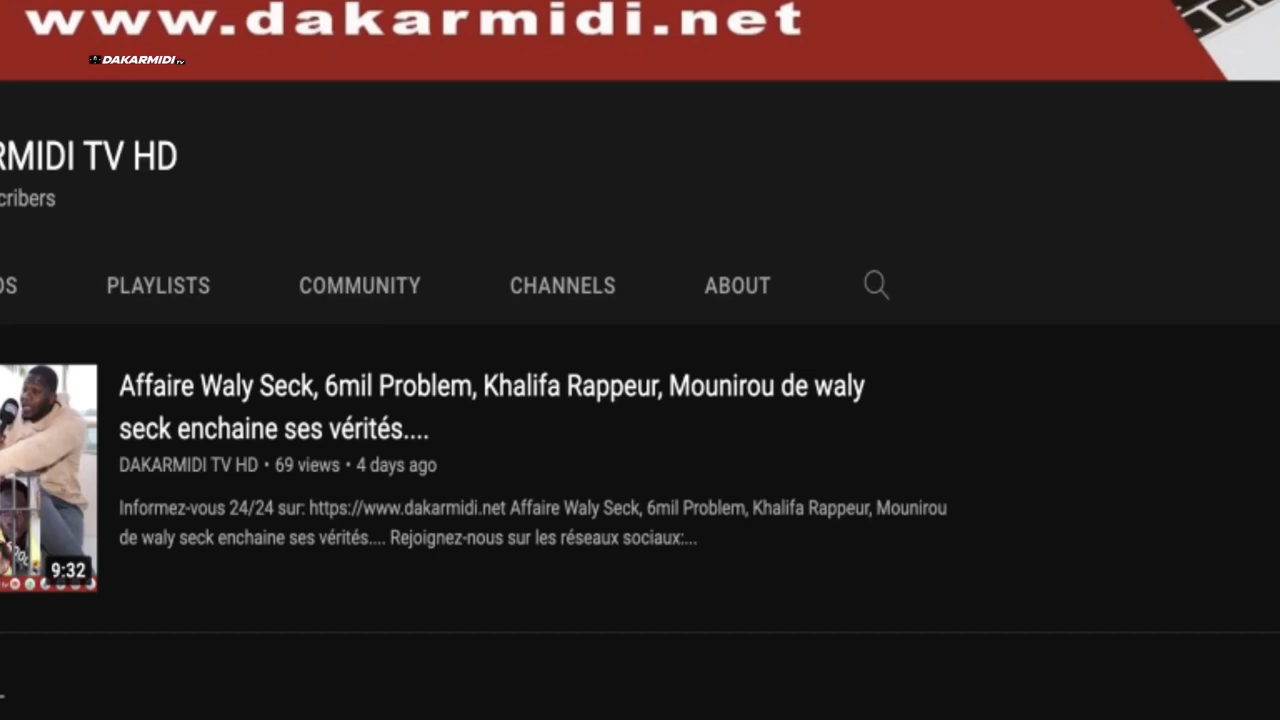 www.dakarmidi.net
DAKARMIDI TV
RMIDI TV HD
cribers
OS
PLAYLISTS
COMMUNITY
CHANNELS
ABOUT
Affaire Waly Seck, 6mil Problem, Khalifa Rappeur, Mounirou de waly
seck enchaine ses vérités....
DAKARMIDI TV HD • 69 views • 4 days ago
Informez-vous 24/24 sur: https://www.dakarmidi.net Affaire Waly Seck, 6mil Problem, Khalifa Rappeur, Mounirou
de waly seck enchaine ses vérités.... Rejoignez-nous sur les réseaux sociaux:...
9:32